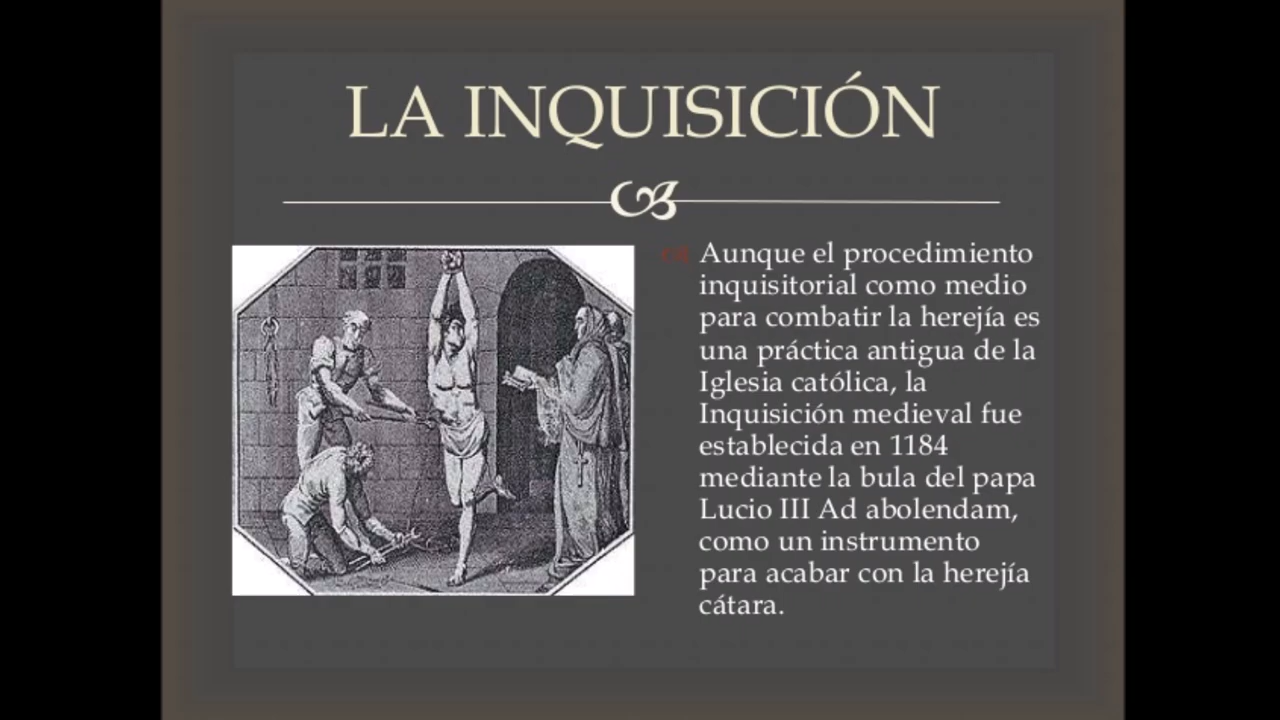 LA INQUISICIÓN
Aunque el procedimiento
inquisitorial como medio
para combatir la herejía es
una práctica antigua de la
Iglesia católica, la
Inquisición medieval fue
establecida en 1184
mediante la bula del papa
Lucio III Ad abolendam,
como un instrumento
para acabar con la herejía
cátara.